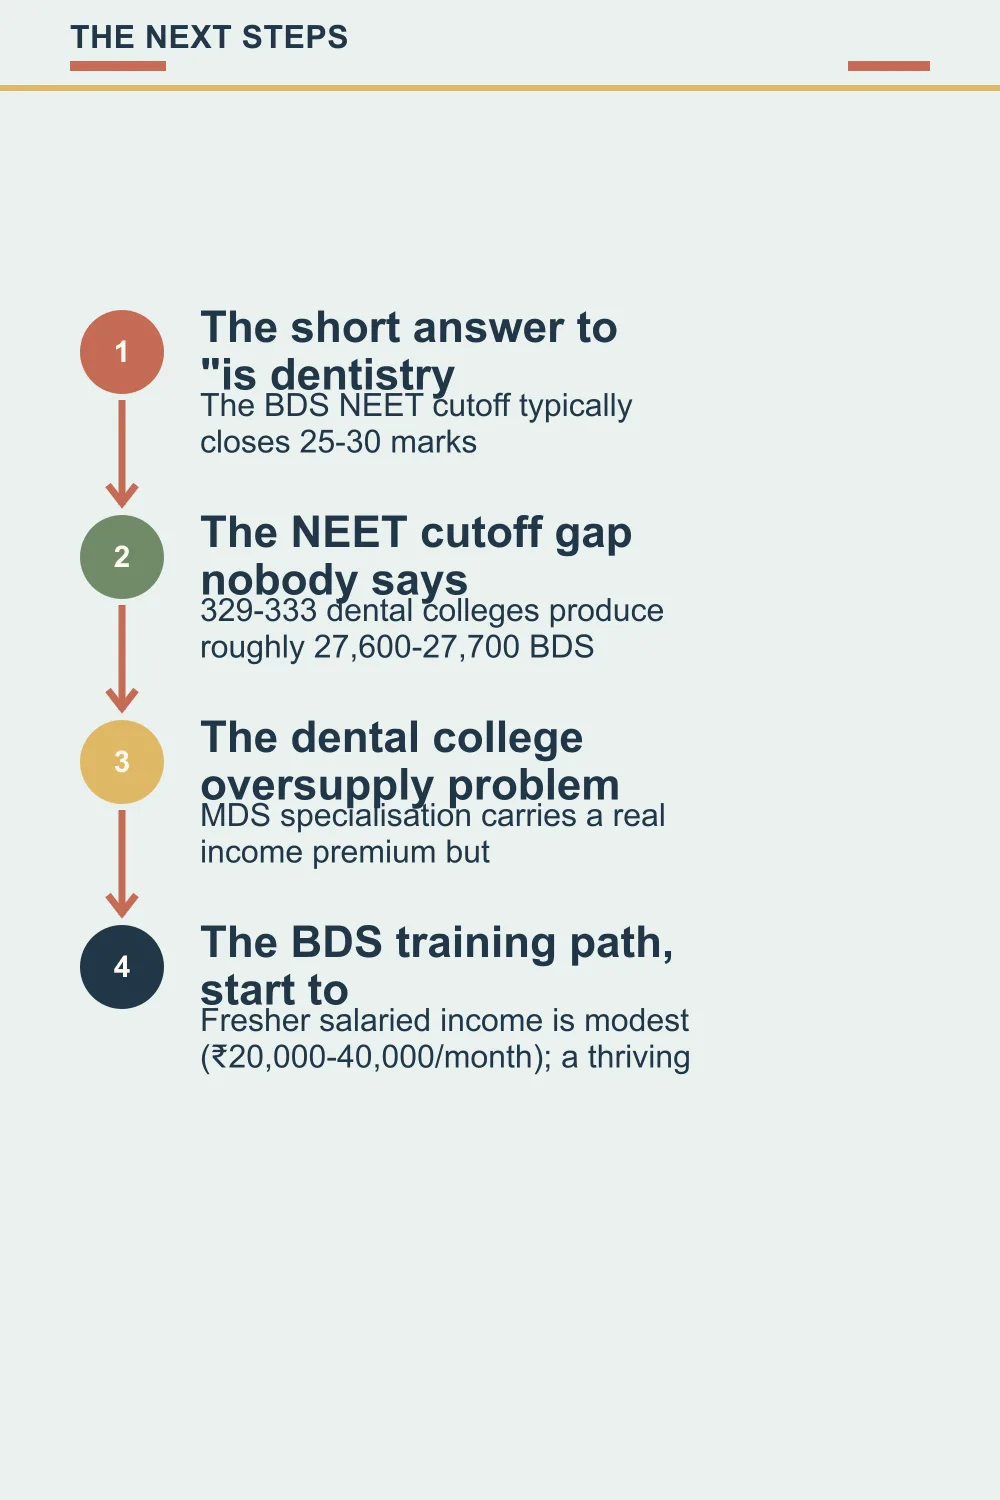 THE NEXT STEPS
1
The short answer to
"is dentistry
The BDS NEET cutoff typically
closes 25-30 marks
2
The NEET cutoff gap
nobody says
329-333 dental colleges produce
roughly 27,600-27,700 BDS
3
The dental college
oversupply problem
MDS specialisation carries a real
income premium but
4
The BDS training path,
start to
Fresher salaried income is modest
(₹20,000-40,000/month); a thriving